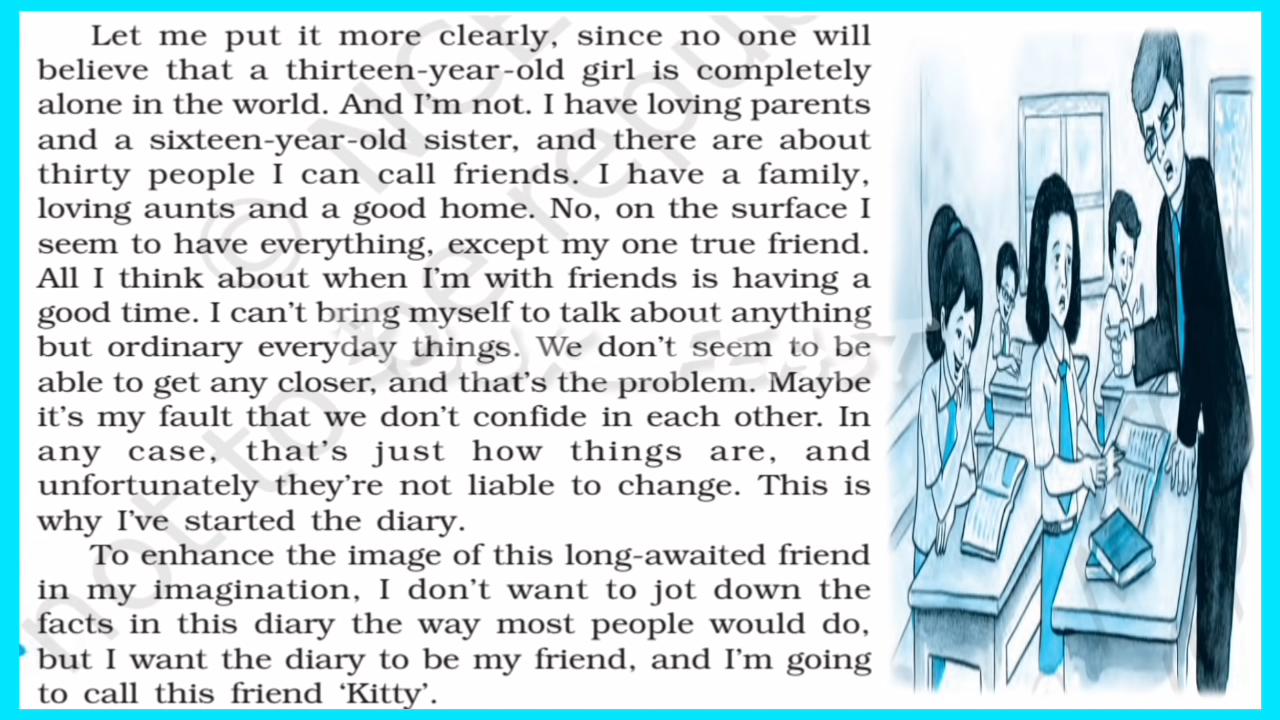 Let me put it more clearly, since no one will
believe that a thirteen-year-old girl is completely
alone in the world. And I'm not. I have loving parents
and a sixteen-year-old sister, and there are about
thirty people I can call friends. I have a family,
loving aunts and a good home. No, on the surface I
seem to have everything, except my one true friend.
All I think about when I'm with friends is having a
good time. I can't bring myself to talk about anything
but ordinary everyday things. We don't seem to be
able to get any closer, and that's the problem. Maybe
it's my fault that we don't confide in each other. In
any case, that's just how things are, and
unfortunately they're not liable to change. This is
why I've started the diary.
To enhance the image of this long-awaited friend
in my imagination, I don't want to jot down the
facts in this diary the way most people would do,
but I want the diary to be my friend, and I'm going
to call this friend ‘Kitty’.